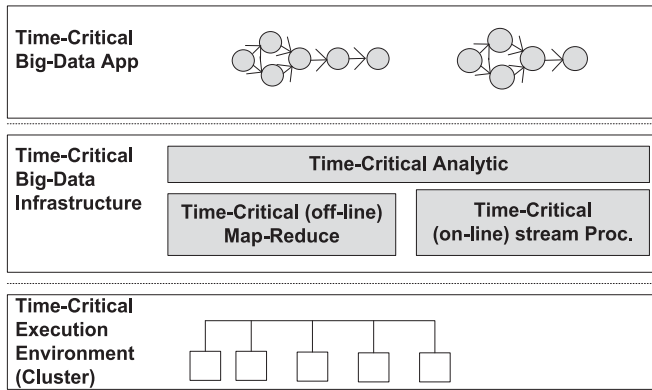 Time-Critical
Big-Data App
Time-Critical
Big-Data
Infrastructure
Time-Critical Analytic
Time-Critical (off-line)
Map-Reduce
Time-Critical
(on-line) stream Proc.
Time-Critical
Execution
Environment
(Cluster)